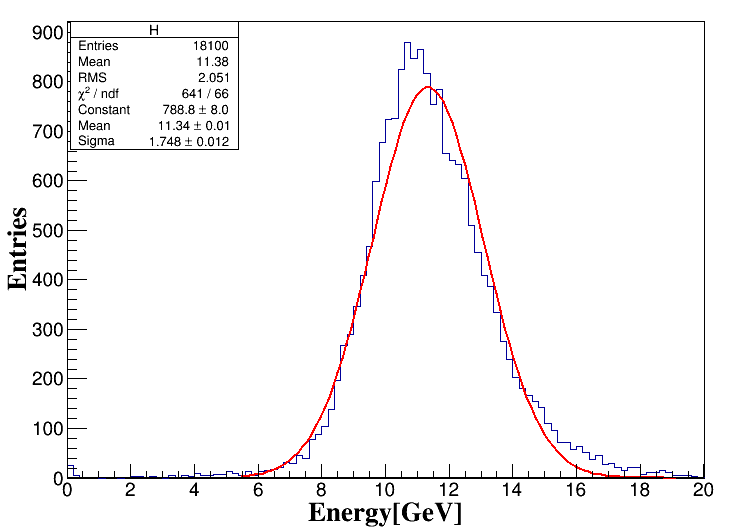 H
Entries 18100
Mean 11.38
RMS 2.051
χ² / ndf 641 / 66
Constant 788.8 ± 8.0
Mean 11.34 ± 0.01
Sigma 1.748 ± 0.012
900
800
700
600
500
400
300
200
100
0
Entries
0 2 4 6 8 10 12 14 16 18 20
Energy[GeV]